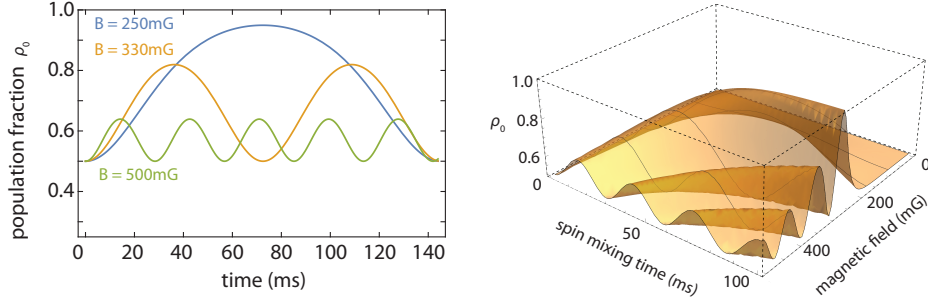 1.0
0.8
0.6
0.4
population fraction ρ₀
B = 250mG
B = 330mG
B = 500mG
0 20 40 60 80 100 120 140
time (ms)
1.0
0.8
0.6
ρ₀
0
50
100
spin mixing time (ms)
0
200
400
magnetic field (mG)